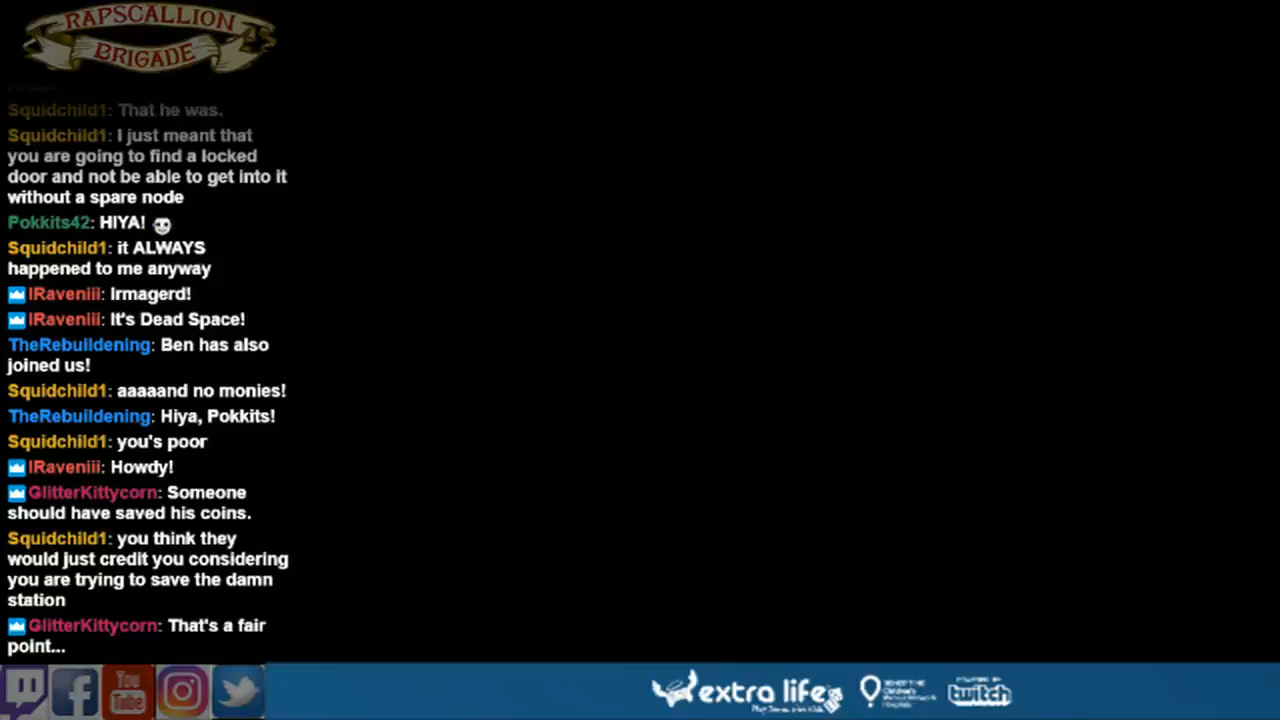 RAPSCALLION
BRIGADE
Squidchild1: That he was.
Squidchild1: I just meant that
you are going to find a locked
door and not be able to get into it
without a spare node
Pokkits42: HIYA!
Squidchild1: it ALWAYS
happened to me anyway
IRaveniii: Irmagerd!
IRaveniii: It's Dead Space!
TheRebuildening: Ben has also
joined us!
Squidchild1: aaaaand no monies!
TheRebuildening: Hiya, Pokkits!
Squidchild1: you's poor
IRaveniii: Howdy!
GlitterKittycorn: Someone
should have saved his coins.
Squidchild1: you think they
would just credit you considering
you are trying to save the damn
station
GlitterKittycorn: That's a fair
point...
You
Tube
extra life
twitch